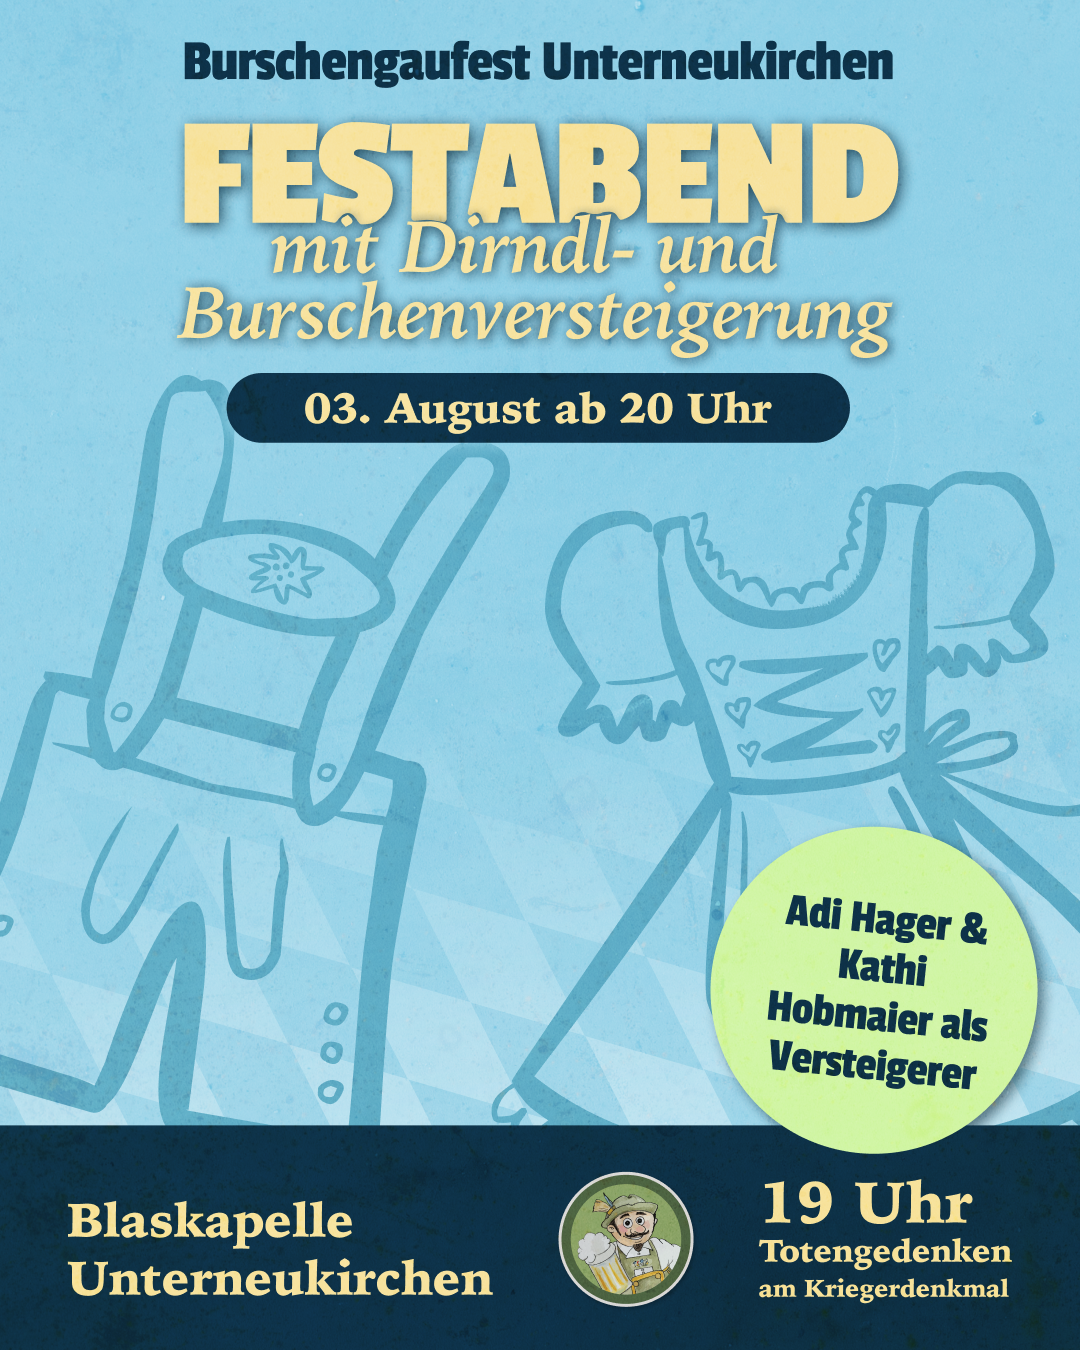 Burschengaufest Unterneukirchen
FESTABEND
mit Dirndl- und
Burschenversteigerung
03. August ab 20 Uhr
Adi Hager &
Kathi
Hobmaier als
Versteigerer
Blaskapelle
Unterneukirchen
19 Uhr
Totengedenken
am Kriegerdenkmal